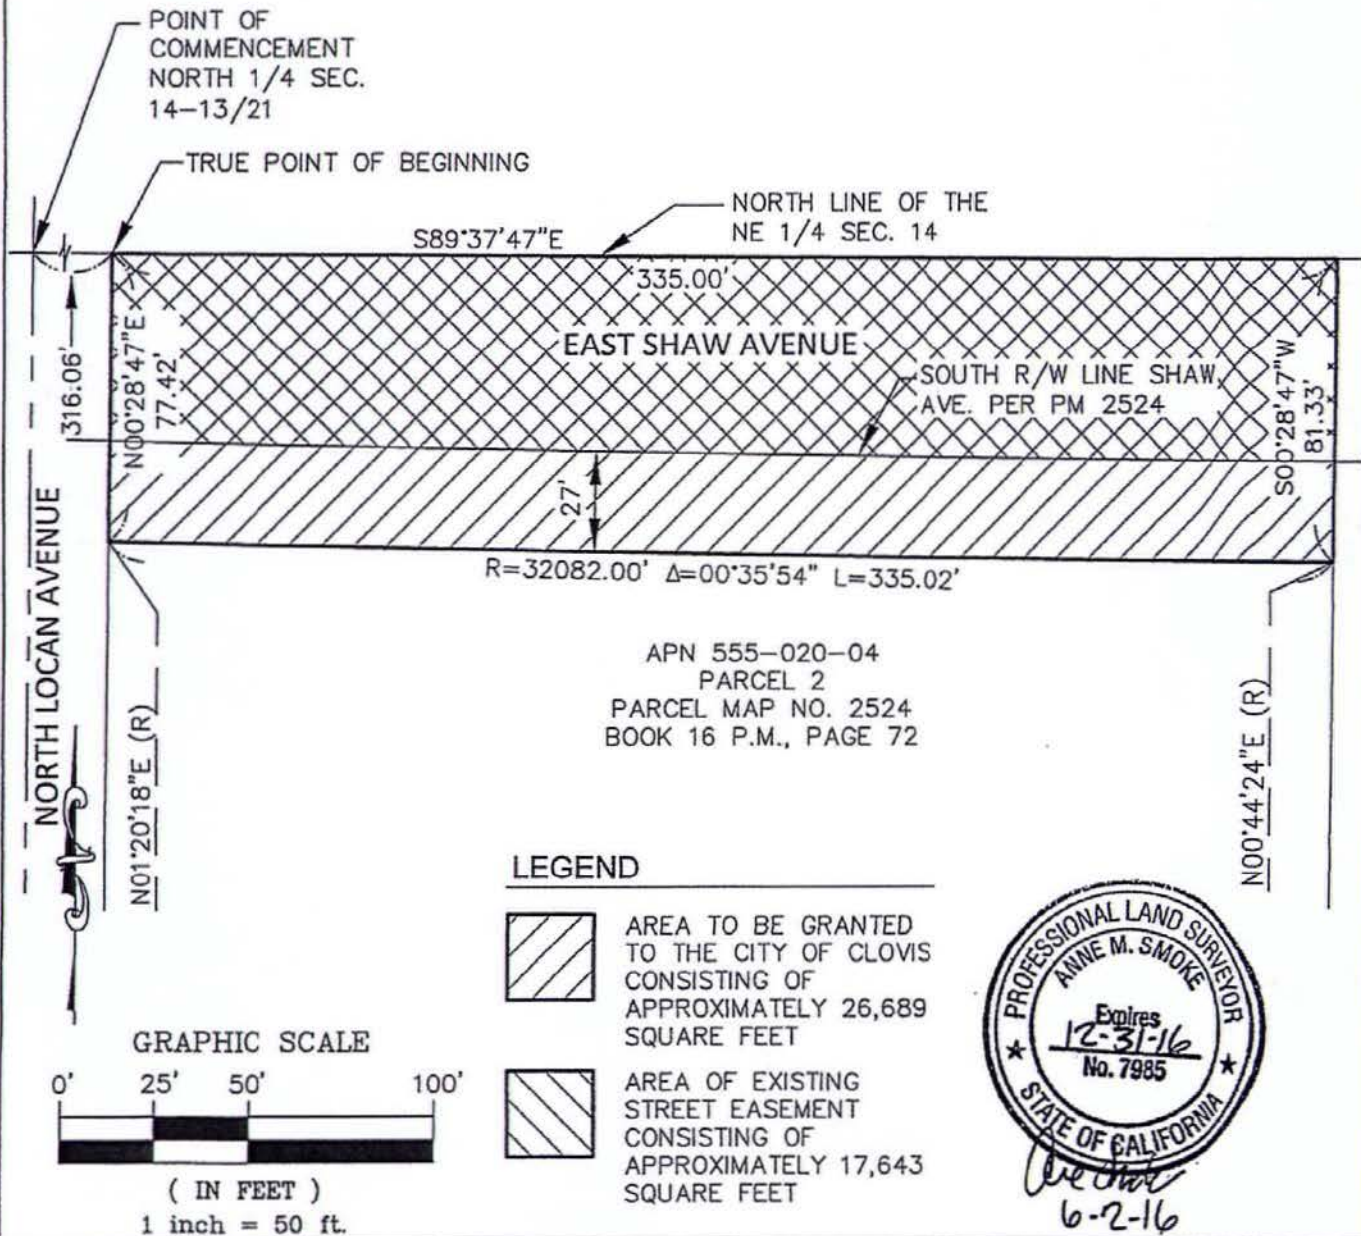 POINT OF
COMMENCEMENT
NORTH 1/4 SEC.
14-13/21
TRUE POINT OF BEGINNING
NORTH LINE OF THE
NE 1/4 SEC. 14
S89°37'47"E
335.00'
EAST SHAW AVENUE
SOUTH R/W LINE SHAW
AVE. PER PM 2524
316.06'
N00°28'47"E
77.42'
S00°28'47"W
81.33'
27'
R=32082.00' Δ=00°35'54" L=335.02'
NORTH LOCAN AVENUE
N01°20'18"E (R)
N00°44'24"E (R)
APN 555-020-04
PARCEL 2
PARCEL MAP NO. 2524
BOOK 16 P.M., PAGE 72
LEGEND
AREA TO BE GRANTED
TO THE CITY OF CLOVIS
CONSISTING OF
APPROXIMATELY 26,689
SQUARE FEET
AREA OF EXISTING
STREET EASEMENT
CONSISTING OF
APPROXIMATELY 17,643
SQUARE FEET
GRAPHIC SCALE
0' 25' 50' 100'
( IN FEET )
1 inch = 50 ft.
PROFESSIONAL LAND SURVEYOR
ANNE M. SMOKE
Expires
12-31-16
No. 7985
STATE OF CALIFORNIA
6-2-16